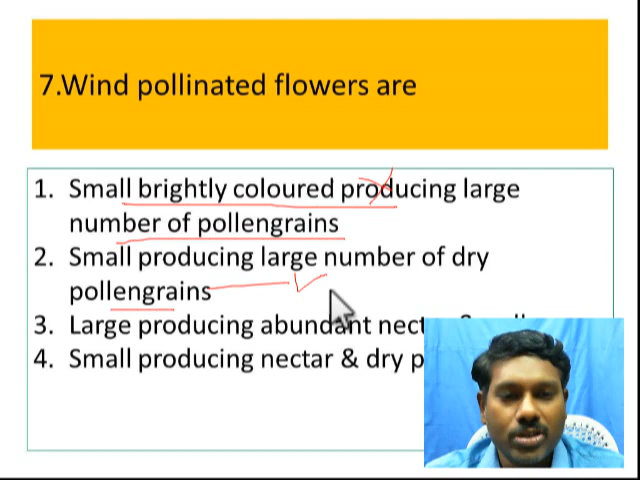 7.Wind pollinated flowers are
1. Small brightly coloured producing large
number of pollengrains
2. Small producing large number of dry
pollengrains
3. Large producing abundant
4. Small producing nectar & dry